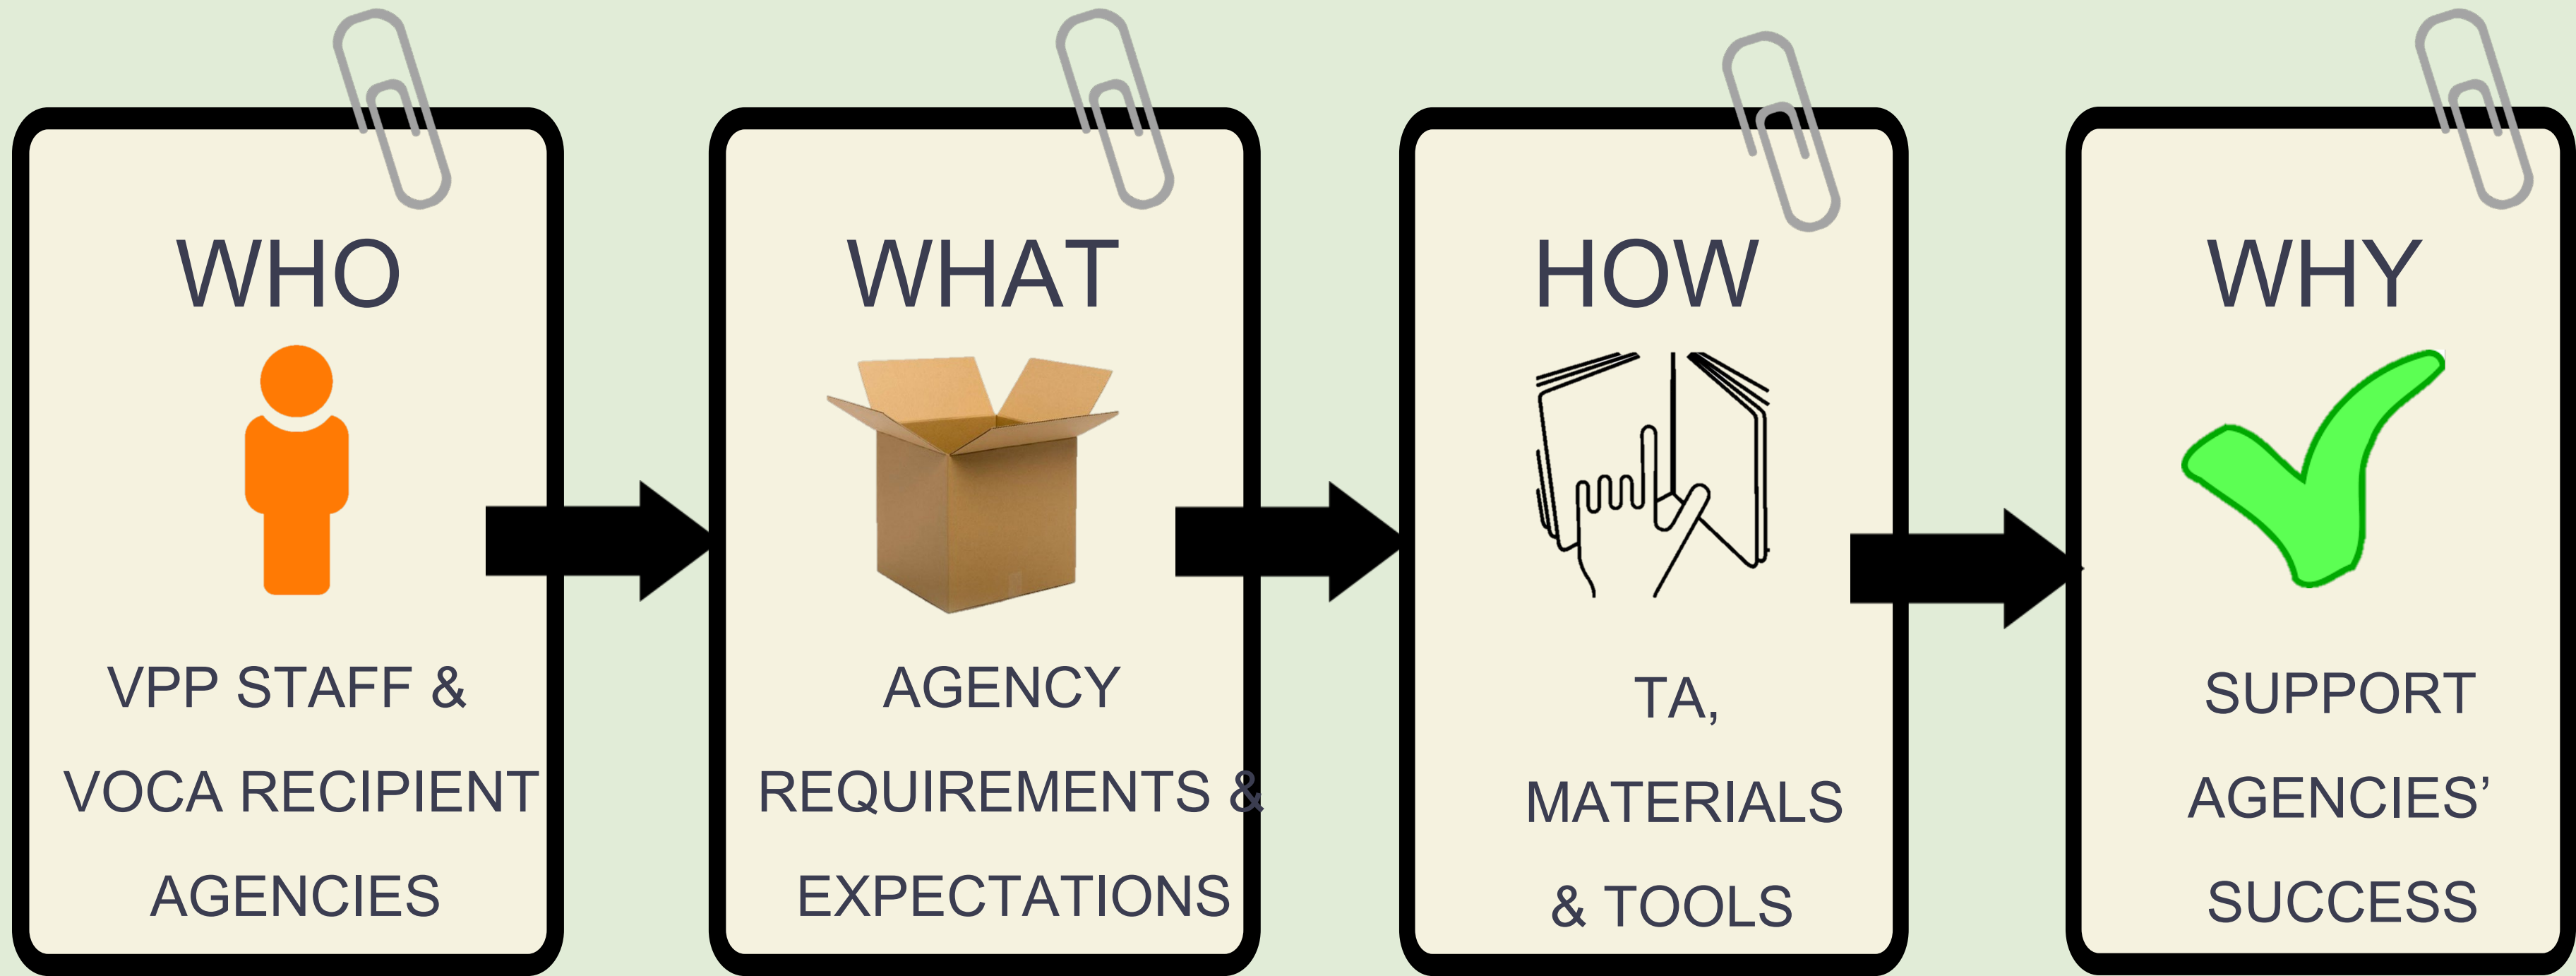 WHO
VPP STAFF &
VOCA RECIPIENT
AGENCIES
WHAT
AGENCY
REQUIREMENTS &
EXPECTATIONS
HOW
TA,
MATERIALS
& TOOLS
WHY
SUPPORT
AGENCIES’
SUCCESS